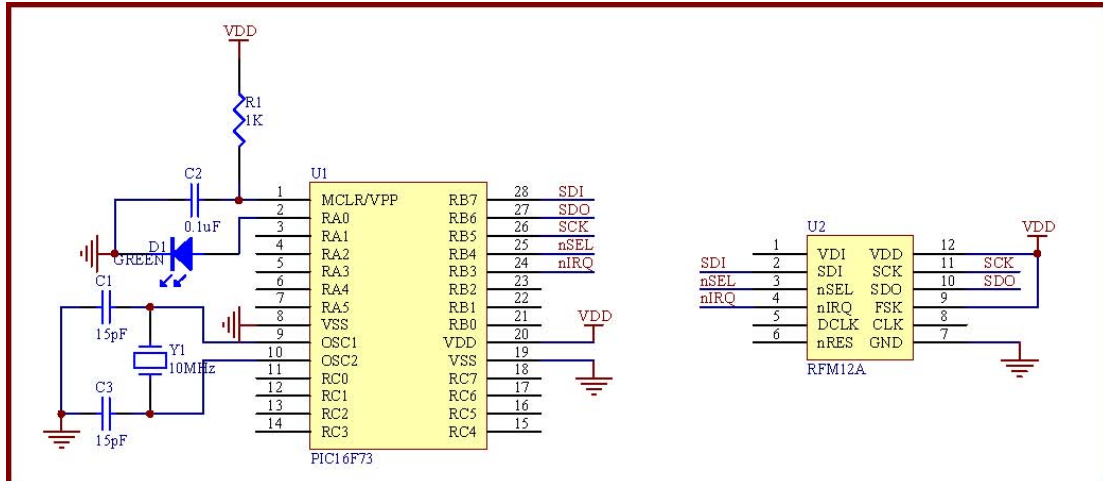 VDD
R1
1K
U1
C2
0.1uF
D1
GREEN
C1
15pF
Y1
10MHz
C3
15pF
1 MCLR/VPP RB7 28 SDI
2 RA0 RB6 27 SDO
3 RA1 RB5 26 SCK
4 RA2 RB4 25 nSEL
5 RA3 RB3 24 nIRQ
6 RA4 RB2 23
7 RA5 RB1 22
8 VSS RB0 21
9 OSC1 VDD 20 VDD
10 OSC2 VSS 19
11 RC0 RC7 18
12 RC1 RC6 17
13 RC2 RC5 16
14 RC3 RC4 15
PIC16F73
U2
VDD
1 VDI VDD 12
SDI 2 SDI SCK 11 SCK
nSEL 3 nSEL SDO 10 SDO
nIRQ 4 nIRQ FSK 9
5 DCLK CLK 8
6 nRES GND 7
RFM12A